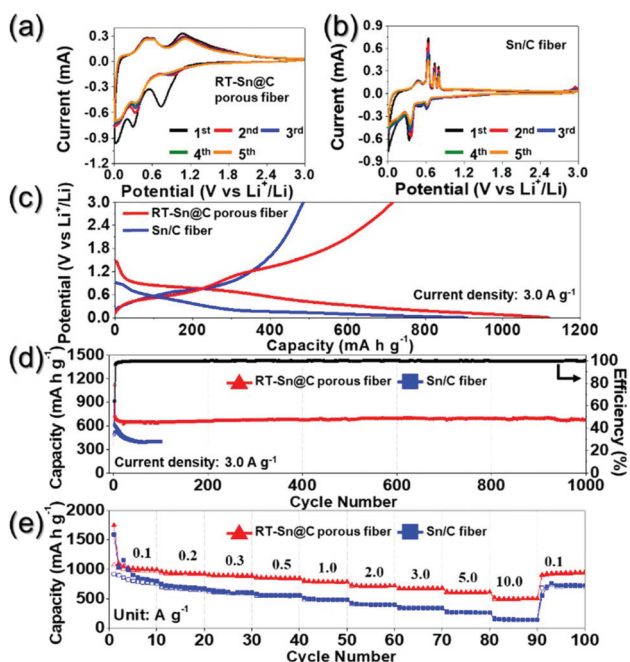 (a)
Current (mA)
0.3
0.0
-0.3
-0.6
-0.9
-1.2
RT-Sn@C
porous fiber
1st 2nd 3rd
4th 5th
0.0 0.6 1.2 1.8 2.4 3.0
Potential (V vs Li+/Li)
(b)
Current (mA)
0.9
0.6
0.3
0.0
-0.3
-0.6
-0.9
Sn/C fiber
1st 2nd 3rd
4th 5th
0.0 0.6 1.2 1.8 2.4 3.0
Potential (V vs Li+/Li)
(c)
Potential (V vs Li+/Li)
3.0
2.4
1.8
1.2
0.6
0.0
RT-Sn@C porous fiber
Sn/C fiber
Current density: 3.0 A g-1
0 200 400 600 800 1000 1200
Capacity (mA h g-1)
(d)
Capacity (mA h g-1)
1500
1200
900
600
300
0
RT-Sn@C porous fiber Sn/C fiber
Current density: 3.0 A g-1
100
80
60
40
20
0
Efficiency (%)
0 200 400 600 800 1000
Cycle Number
(e)
Capacity (mA h g-1)
2000
1500
1000
500
0
RT-Sn@C porous fiber Sn/C fiber
0.1 0.2 0.3 0.5 1.0 2.0 3.0 5.0 10.0 0.1
Unit: A g-1
0 10 20 30 40 50 60 70 80 90 100
Cycle Number